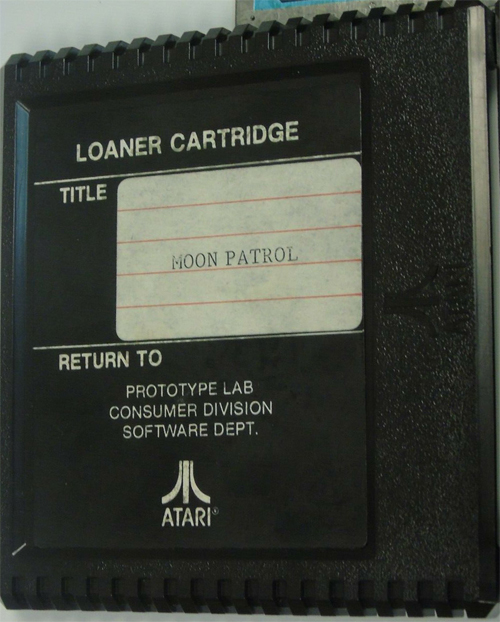 LOANER CARTRIDGE
TITLE
MOON PATROL
RETURN TO
PROTOTYPE LAB
CONSUMER DIVISION
SOFTWARE DEPT.
ATARI®